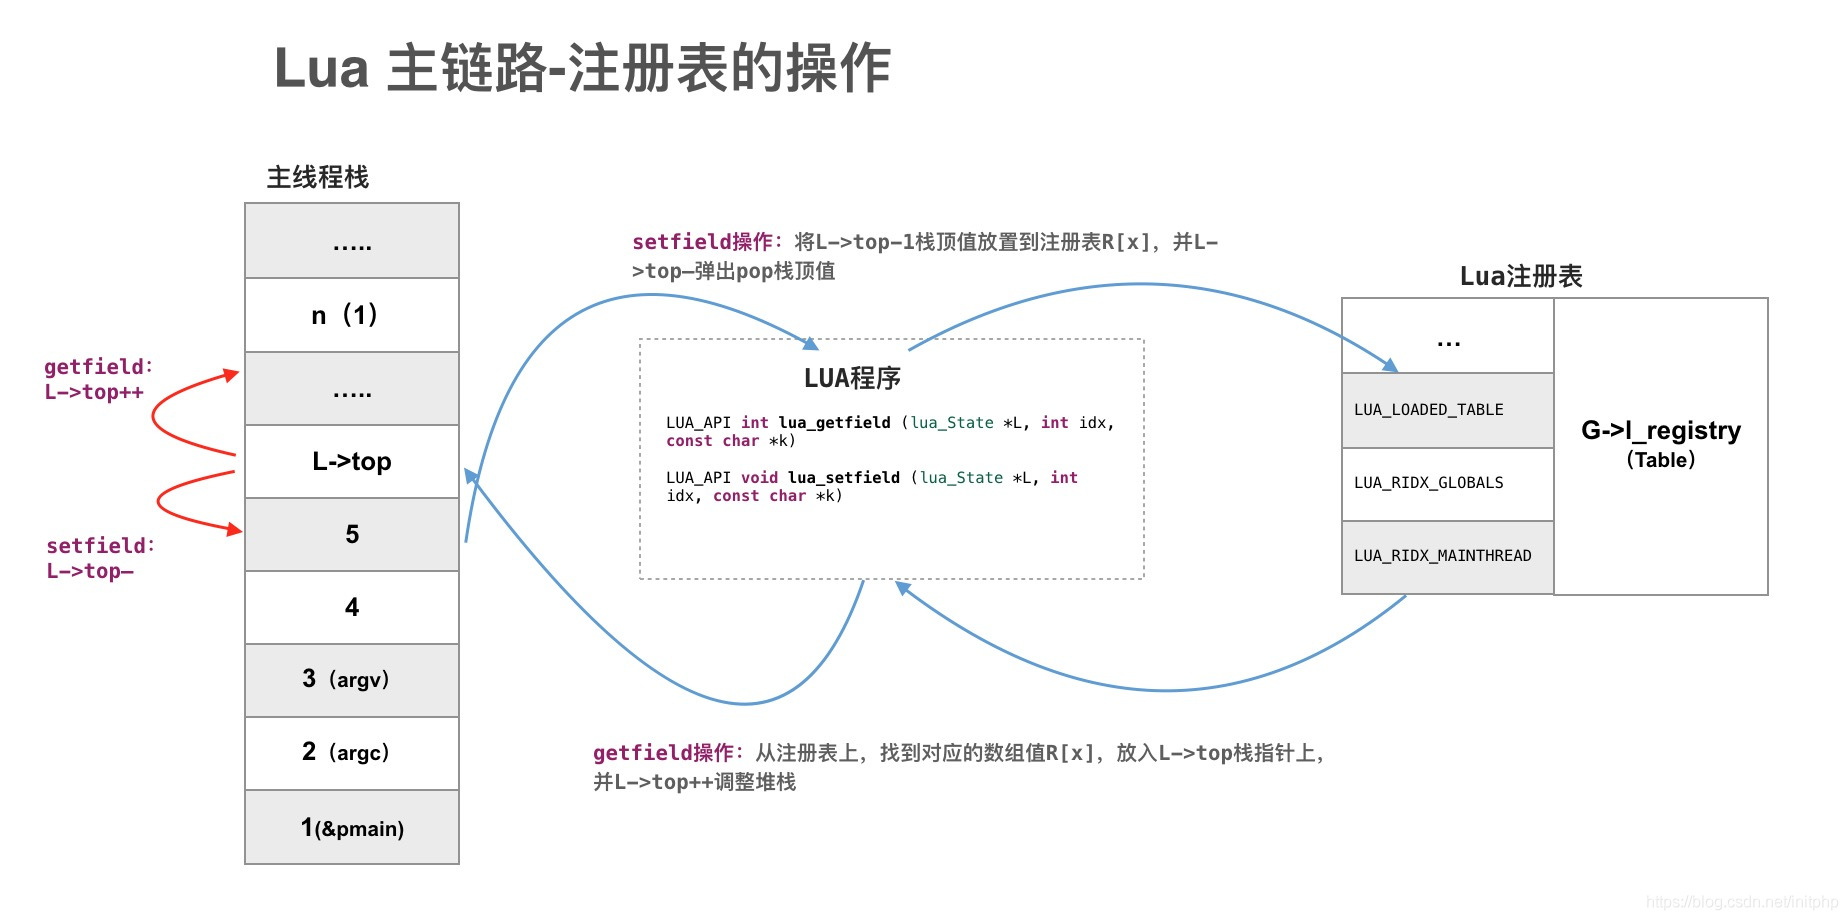 Lua 主链路-注册表的操作
主线程栈
…..
n（1）
…..
L->top
5
4
3（argv）
2（argc）
1(&pmain)
getfield：
L->top++
setfield：
L->top—
setfield操作：将L->top-1栈顶值放置到注册表R[x]，并L-
>top—弹出pop栈顶值
LUA程序
LUA_API int lua_getfield (lua_State *L, int idx,
const char *k)
LUA_API void lua_setfield (lua_State *L, int
idx, const char *k)
getfield操作：从注册表上，找到对应的数组值R[x]，放入L->top栈指针上，
并L->top++调整堆栈
Lua注册表
…
LUA_LOADED_TABLE
LUA_RIDX_GLOBALS
LUA_RIDX_MAINTHREAD
G->l_registry
（Table）
https://blog.csdn.net/initphp